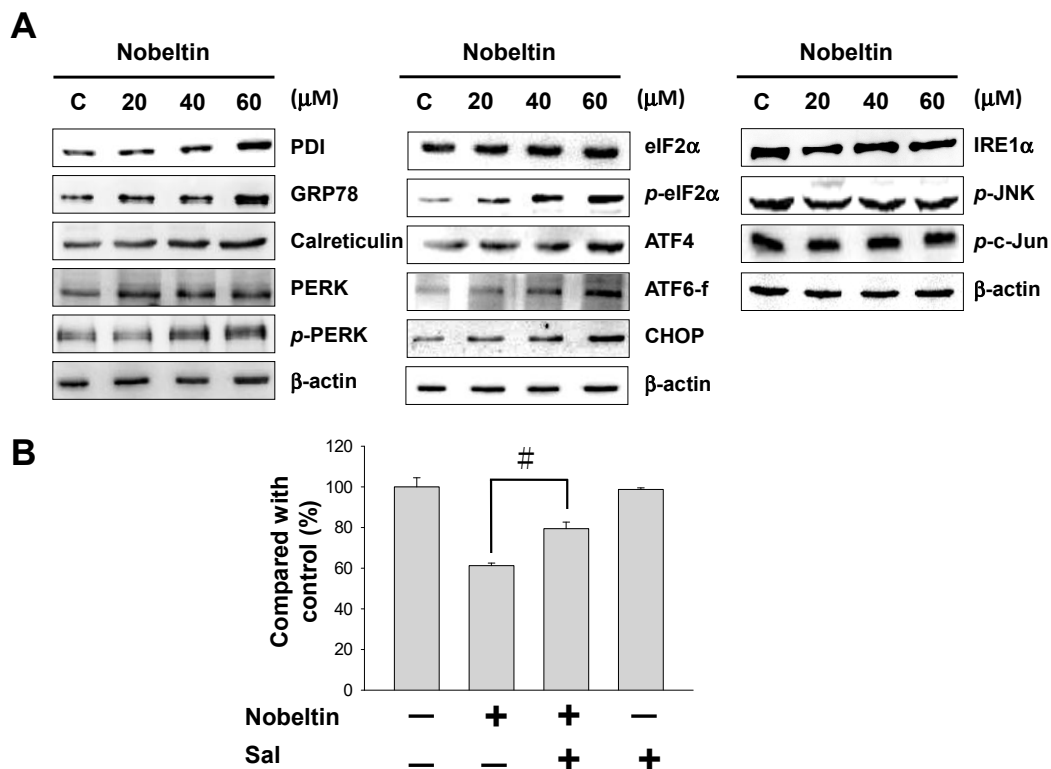 A
Nobeltin
C 20 40 60 (μM)
PDI
GRP78
Calreticulin
PERK
p-PERK
β-actin
Nobeltin
C 20 40 60 (μM)
eIF2α
p-eIF2α
ATF4
ATF6-f
CHOP
β-actin
Nobeltin
C 20 40 60 (μM)
IRE1α
p-JNK
p-c-Jun
β-actin
B
Compared with
control (%)
120
100
80
60
40
20
0
#
Nobeltin — + + —
Sal — — + +